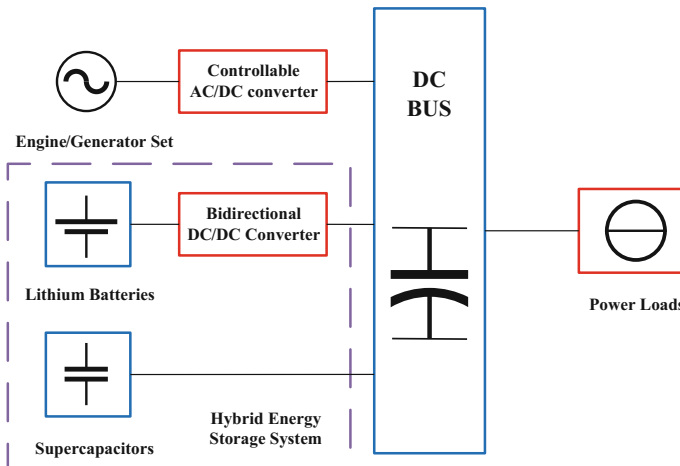 Controllable
AC/DC converter
DC
BUS
Engine/Generator Set
Bidirectional
DC/DC Converter
Lithium Batteries
Power Loads
Hybrid Energy
Storage System
Supercapacitors